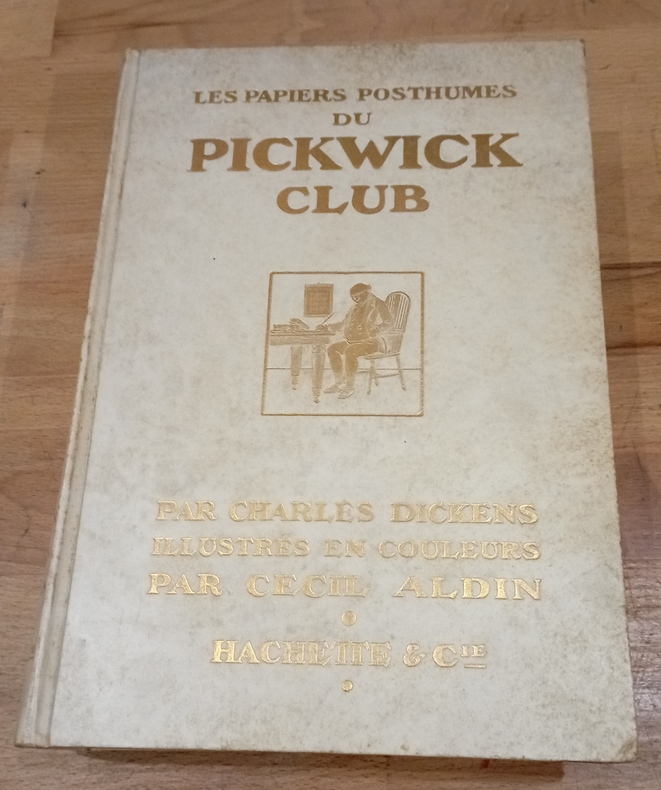 LES PAPIERS POSTHUMES
DU
PICKWICK
CLUB
PAR CHARLES DICKENS
ILLUSTRÉS EN COULEURS
PAR CECIL ALDIN
HACHETTE & CIE